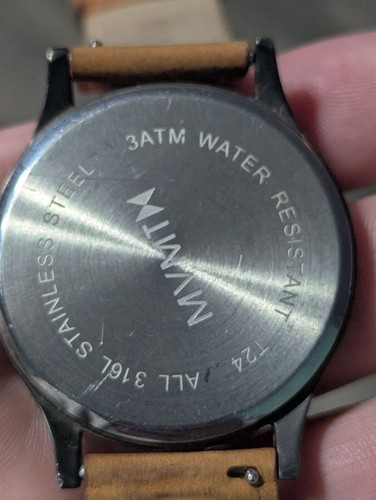 3ATM WATER RESISTANT
T24
ALL 316L STAINLESS STEEL
MVMT